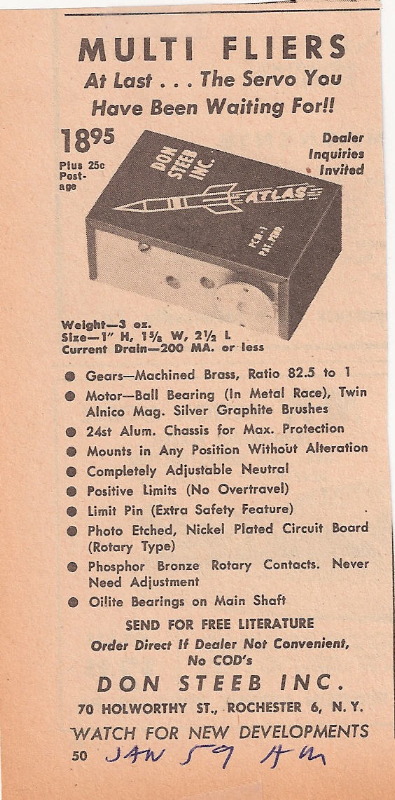 MULTI FLIERS
At Last . . . The Servo You
Have Been Waiting For!!
18 95
Plus 25c
Post-
age
Dealer
Inquiries
Invited
DON
STEEB
INC.
ATLAS
PCR-1
PAT. PEND.
Weight—3 oz.
Size—1" H, 1⅝ W, 2½ L
Current Drain—200 MA. or less
● Gears—Machined Brass, Ratio 82.5 to 1
● Motor—Ball Bearing (In Metal Race), Twin
Alnico Mag. Silver Graphite Brushes
● 24st Alum. Chassis for Max. Protection
● Mounts in Any Position Without Alteration
● Completely Adjustable Neutral
● Positive Limits (No Overtravel)
● Limit Pin (Extra Safety Feature)
● Photo Etched, Nickel Plated Circuit Board
(Rotary Type)
● Phosphor Bronze Rotary Contacts. Never
Need Adjustment
● Oilite Bearings on Main Shaft
SEND FOR FREE LITERATURE
Order Direct If Dealer Not Convenient,
No COD's
DON STEEB INC.
70 HOLWORTHY ST., ROCHESTER 6, N. Y.
WATCH FOR NEW DEVELOPMENTS
50 JAN 59 AM